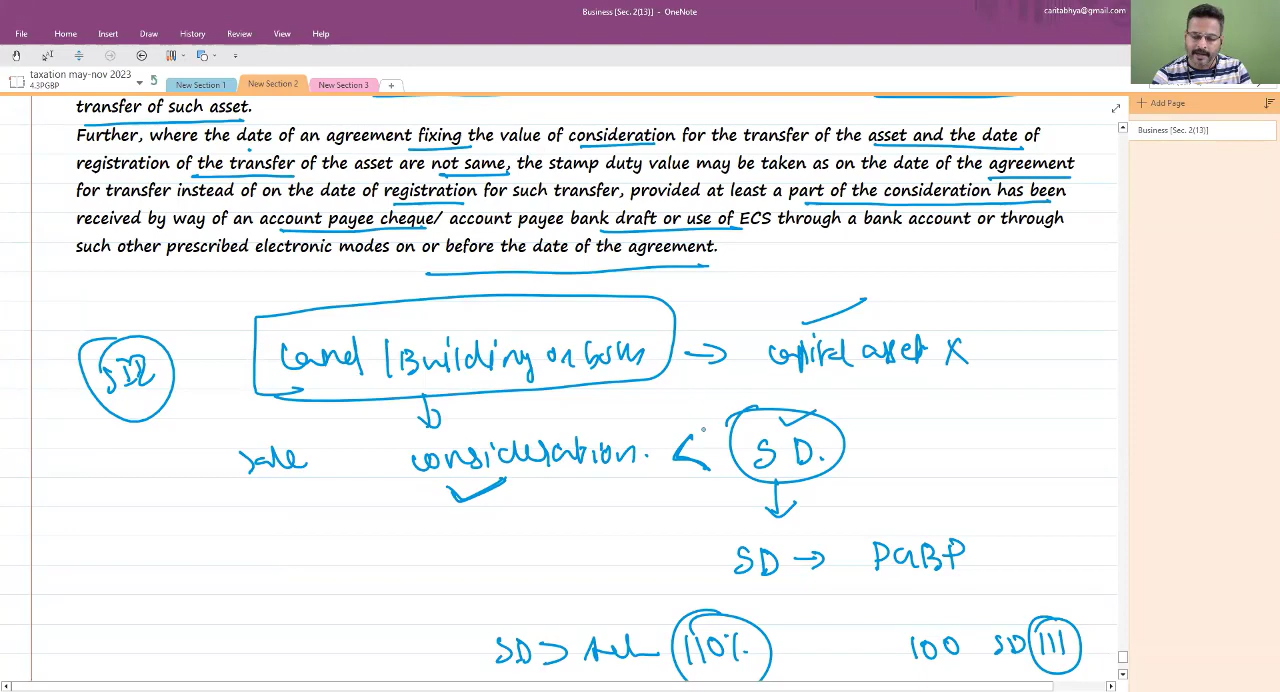 Business [Sec. 2(13)] - OneNote
caritabhya@gmail.com
File Home Insert Draw History Review View Help
taxation may-nov 2023
4.3PGBP
5
New Section 1 New Section 2 New Section 3 +
+ Add Page
Business [Sec. 2(13)]
transfer of such asset.
Further, where the date of an agreement fixing the value of consideration for the transfer of the asset and the date of
registration of the transfer of the asset are not same, the stamp duty value may be taken as on the date of the agreement
for transfer instead of on the date of registration for such transfer, provided at least a part of the consideration has been
received by way of an account payee cheque/ account payee bank draft or use of ECS through a bank account or through
such other prescribed electronic modes on or before the date of the agreement.
Land / Building or both → capital asset X
sale consideration. < S D.
SD → PGBP
SD > 110% 100 SD 111